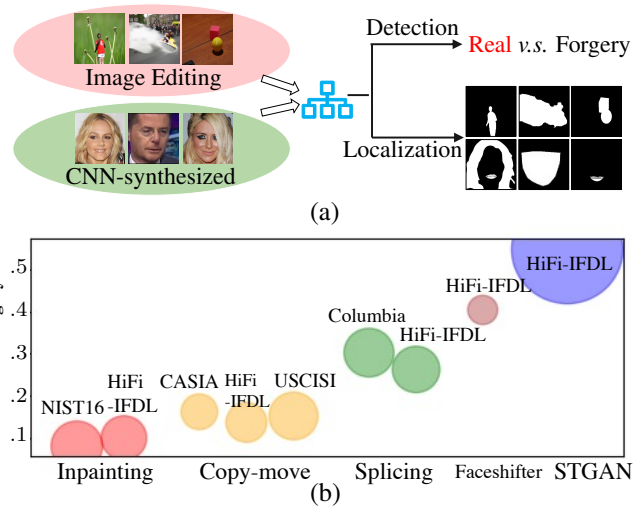 Image Editing
CNN-synthesized
Detection
Real v.s. Forgery
Localization
(a)
.5
.4
.3
.2
.1
HiFi-IFDL
HiFi-IFDL
Columbia
HiFi-IFDL
HiFi
-IFDL
CASIA
HiFi
-IFDL
USCISI
NIST16
Inpainting
Copy-move
Splicing
Faceshifter
STGAN
(b)